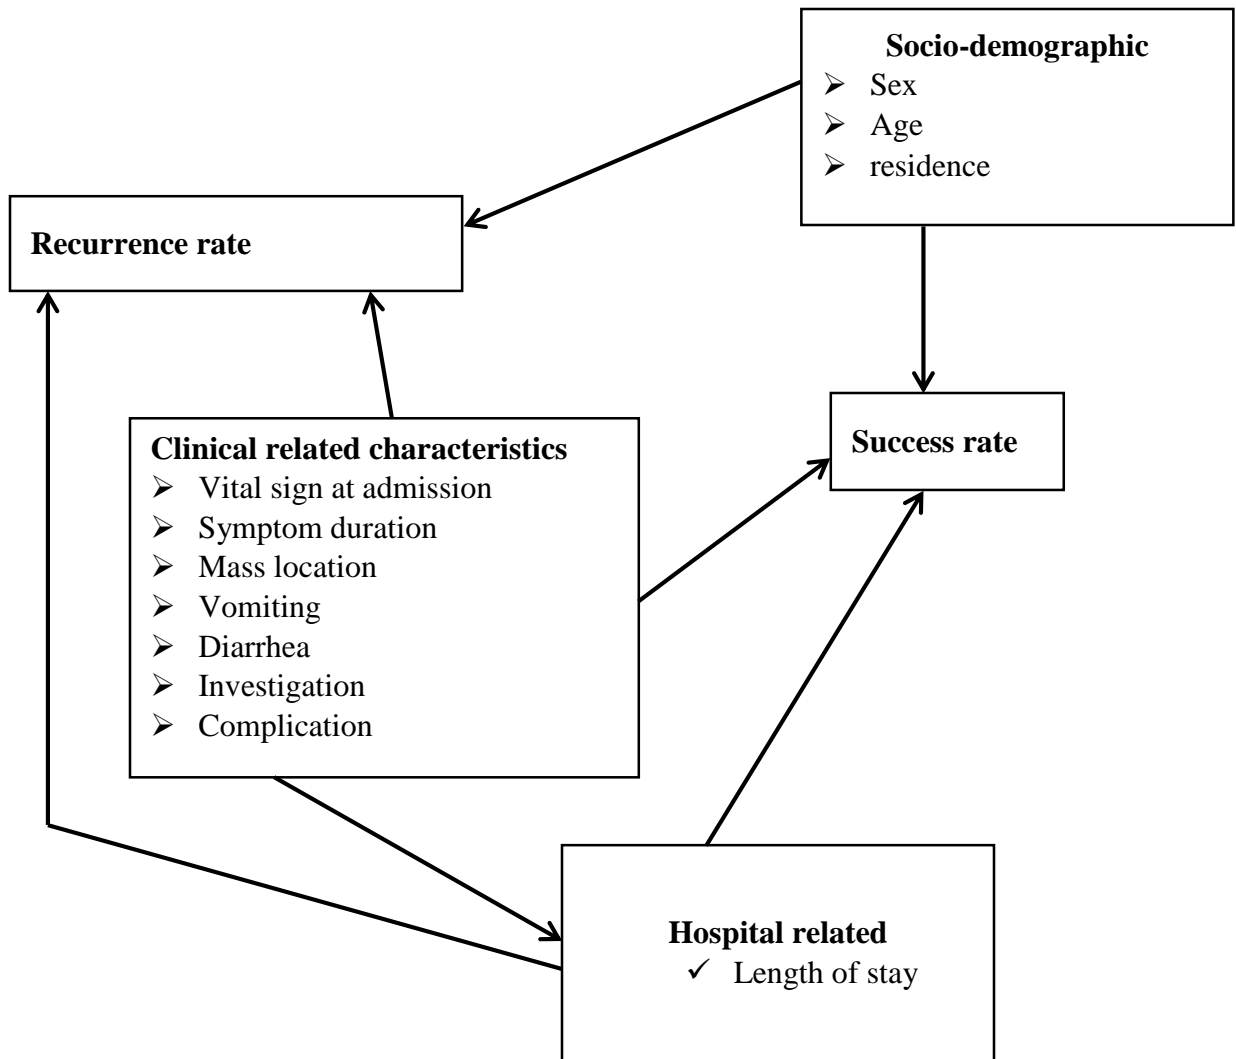 Socio-demographic
➢ Sex
➢ Age
➢ residence
Recurrence rate
Clinical related characteristics
➢ Vital sign at admission
➢ Symptom duration
➢ Mass location
➢ Vomiting
➢ Diarrhea
➢ Investigation
➢ Complication
Success rate
Hospital related
✓ Length of stay